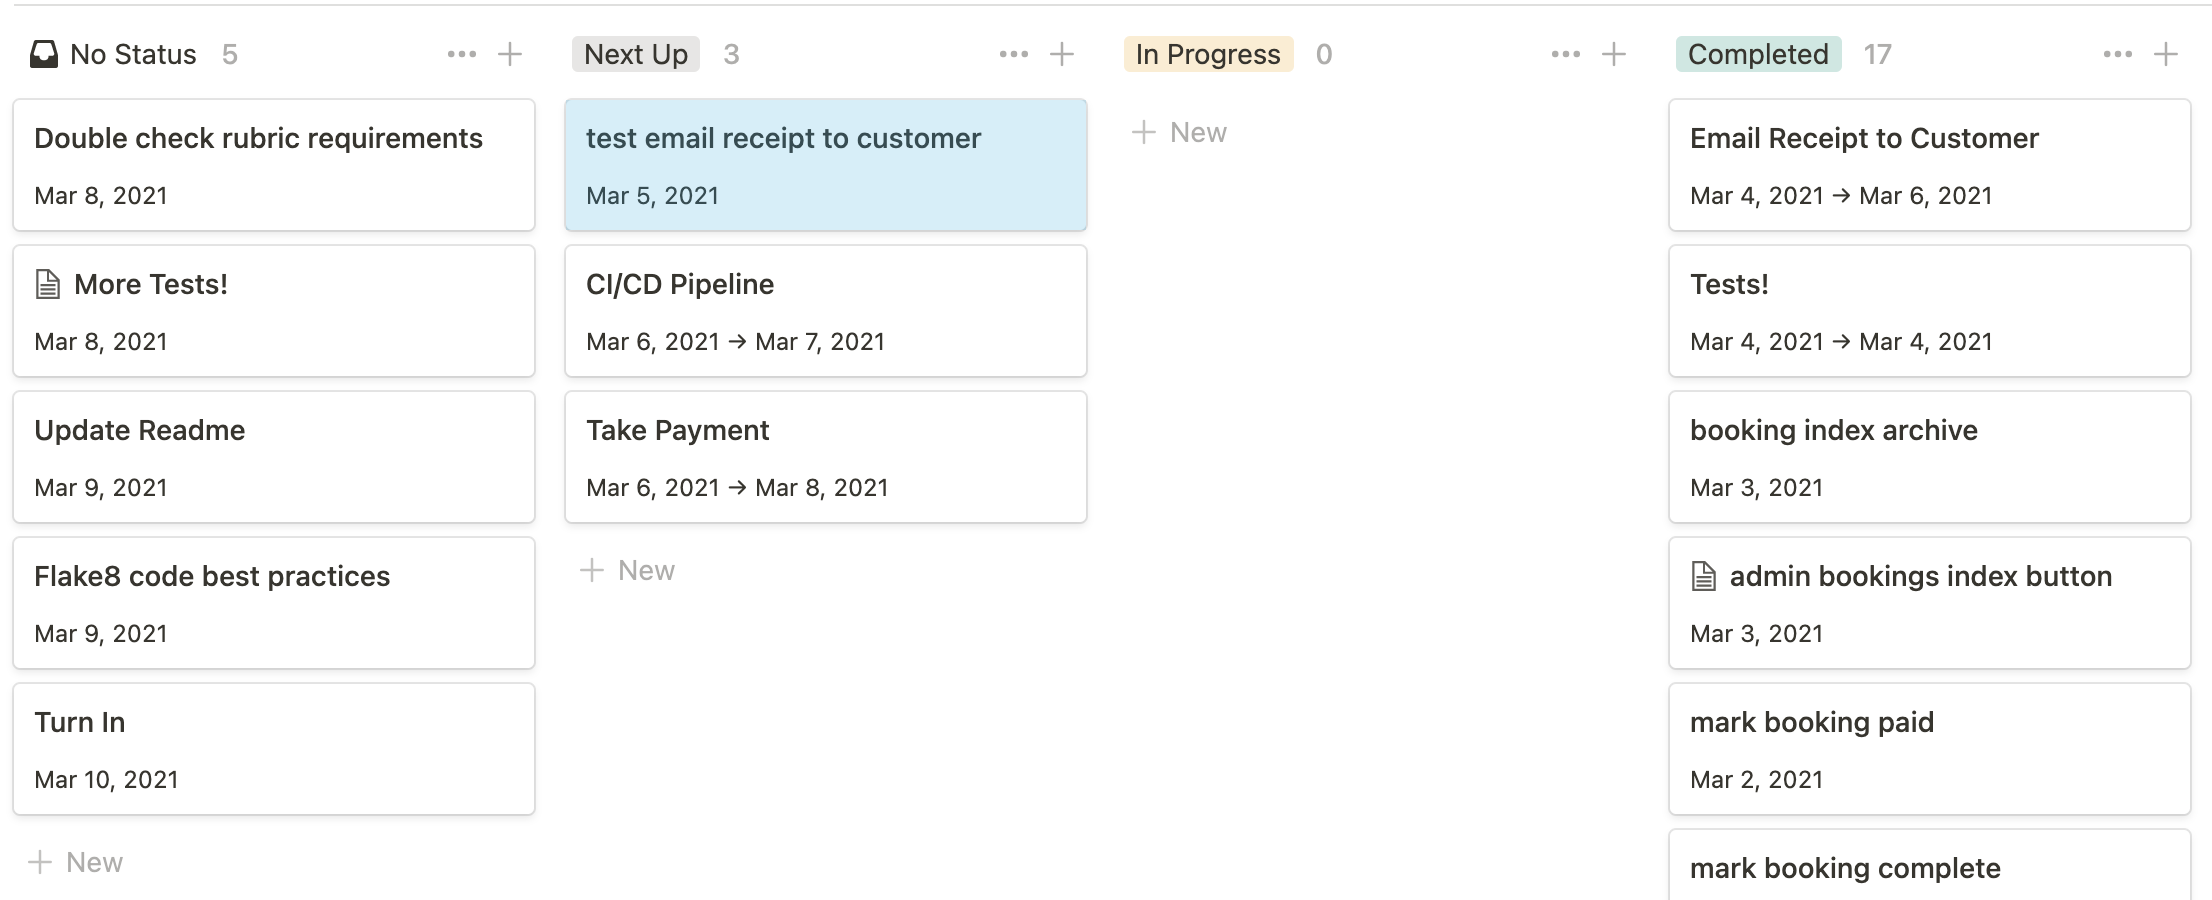 No Status 5
Double check rubric requirements
Mar 8, 2021
More Tests!
Mar 8, 2021
Update Readme
Mar 9, 2021
Flake8 code best practices
Mar 9, 2021
Turn In
Mar 10, 2021
+ New
Next Up 3
test email receipt to customer
Mar 5, 2021
CI/CD Pipeline
Mar 6, 2021 → Mar 7, 2021
Take Payment
Mar 6, 2021 → Mar 8, 2021
+ New
In Progress 0
+ New
Completed 17
Email Receipt to Customer
Mar 4, 2021 → Mar 6, 2021
Tests!
Mar 4, 2021 → Mar 4, 2021
booking index archive
Mar 3, 2021
admin bookings index button
Mar 3, 2021
mark booking paid
Mar 2, 2021
mark booking complete